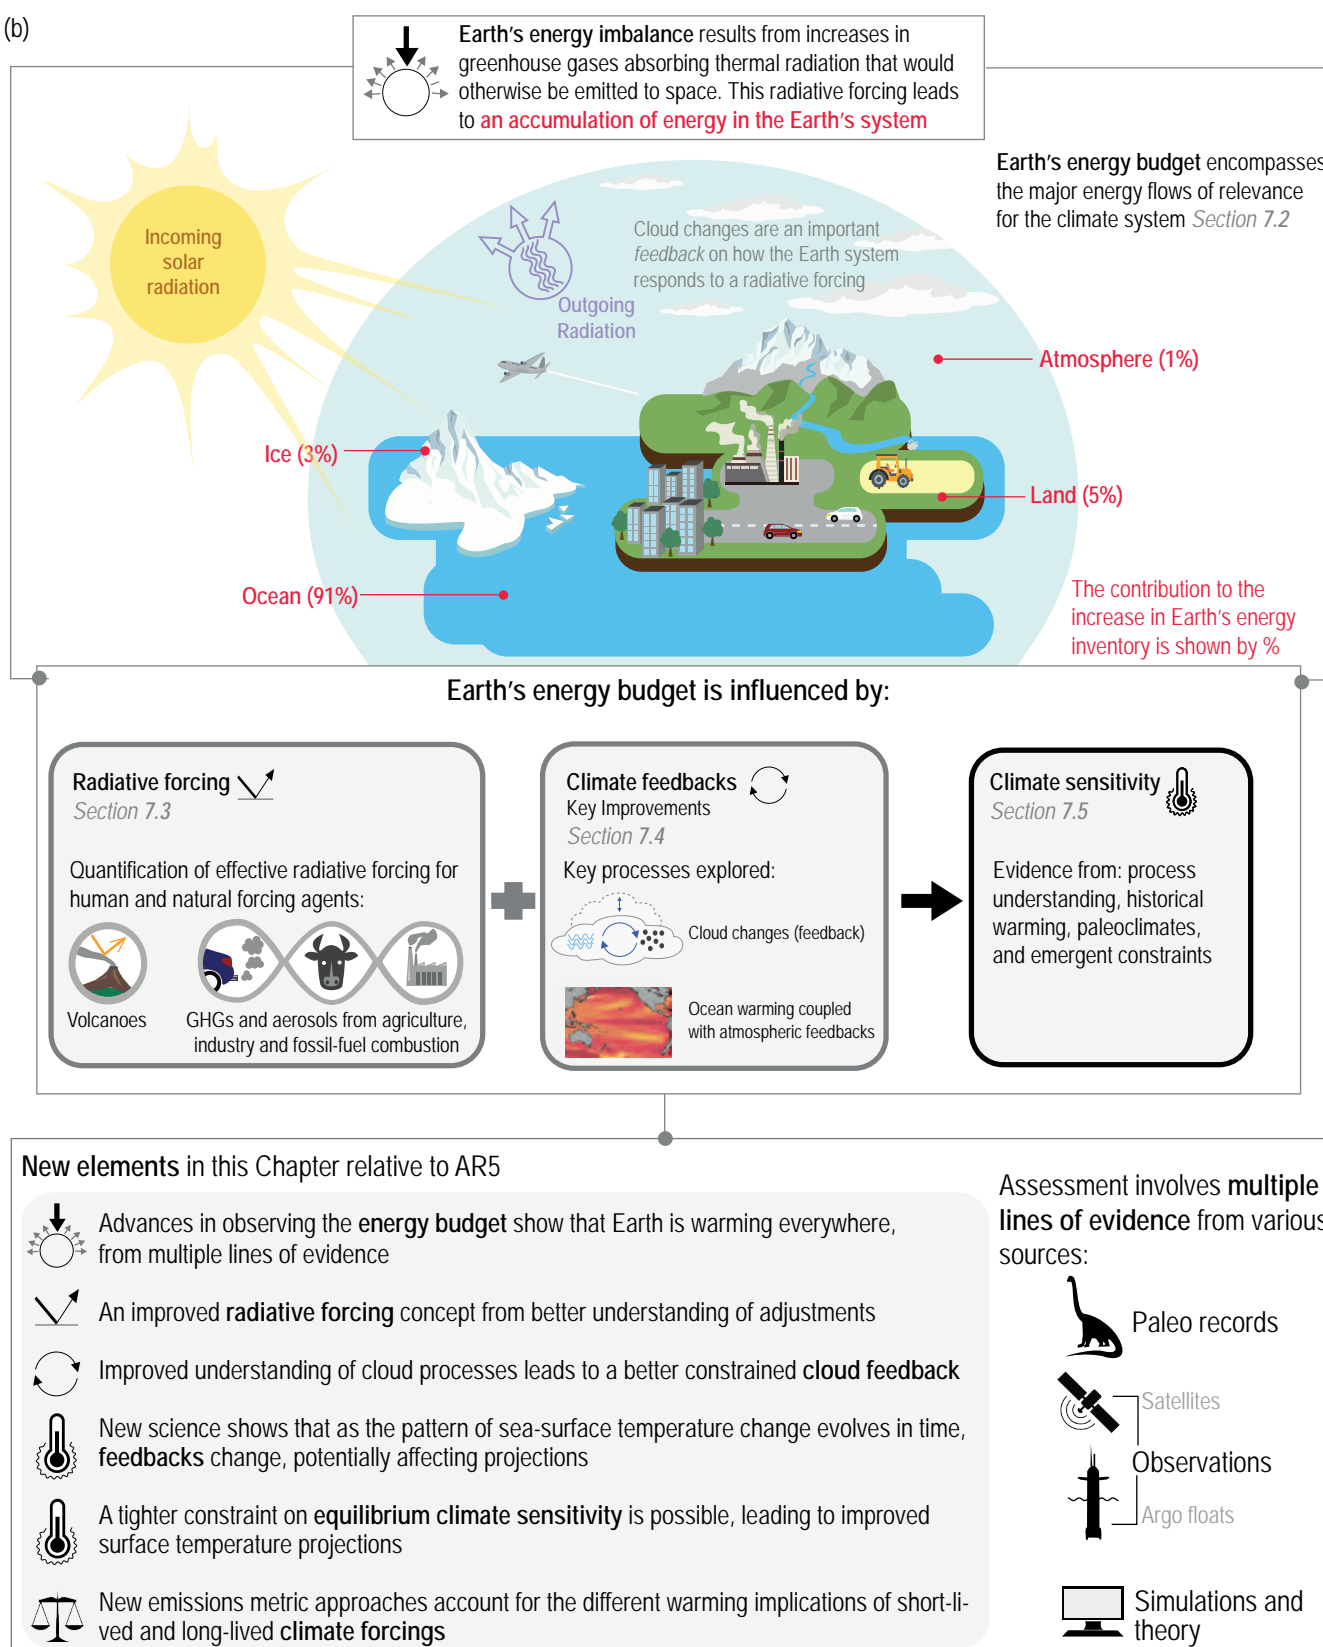 (b)
Earth's energy imbalance results from increases in
greenhouse gases absorbing thermal radiation that would
otherwise be emitted to space. This radiative forcing leads
to an accumulation of energy in the Earth's system
Earth's energy budget encompasses
the major energy flows of relevance
for the climate system Section 7.2
Incoming
solar
radiation
Cloud changes are an important
feedback on how the Earth system
responds to a radiative forcing
Outgoing
Radiation
Atmosphere (1%)
Ice (3%)
Land (5%)
Ocean (91%)
The contribution to the
increase in Earth's energy
inventory is shown by %
Earth's energy budget is influenced by:
Radiative forcing
Section 7.3
Quantification of effective radiative forcing for
human and natural forcing agents:
Volcanoes
GHGs and aerosols from agriculture,
industry and fossil-fuel combustion
Climate feedbacks
Key Improvements
Section 7.4
Key processes explored:
Cloud changes (feedback)
Ocean warming coupled
with atmospheric feedbacks
Climate sensitivity
Section 7.5
Evidence from: process
understanding, historical
warming, paleoclimates,
and emergent constraints
New elements in this Chapter relative to AR5
Advances in observing the energy budget show that Earth is warming everywhere,
from multiple lines of evidence
An improved radiative forcing concept from better understanding of adjustments
Improved understanding of cloud processes leads to a better constrained cloud feedback
New science shows that as the pattern of sea-surface temperature change evolves in time,
feedbacks change, potentially affecting projections
A tighter constraint on equilibrium climate sensitivity is possible, leading to improved
surface temperature projections
New emissions metric approaches account for the different warming implications of short-li-
ved and long-lived climate forcings
Assessment involves multiple
lines of evidence from various
sources:
Paleo records
Satellites
Observations
Argo floats
Simulations and
theory